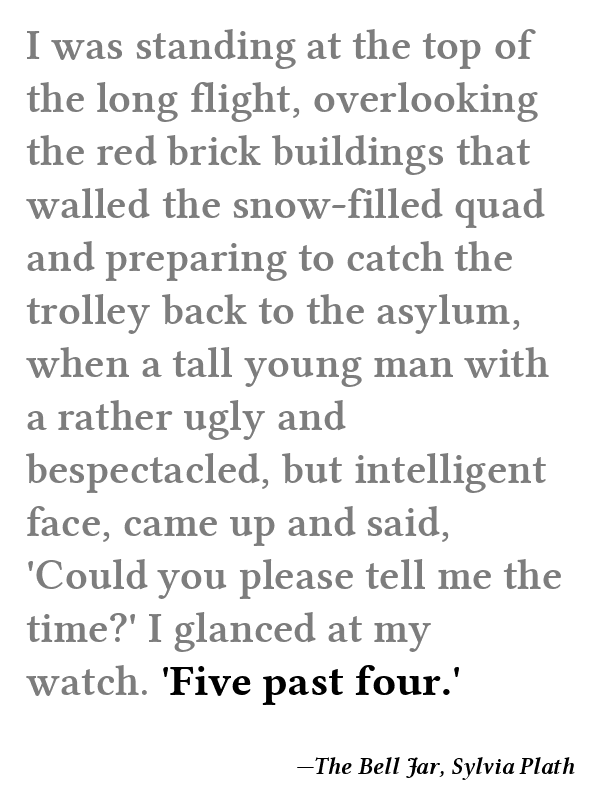 I was standing at the top of
the long flight, overlooking
the red brick buildings that
walled the snow-filled quad
and preparing to catch the
trolley back to the asylum,
when a tall young man with
a rather ugly and
bespectacled, but intelligent
face, came up and said,
'Could you please tell me the
time?' I glanced at my
watch. 'Five past four.'
—The Bell Jar, Sylvia Plath